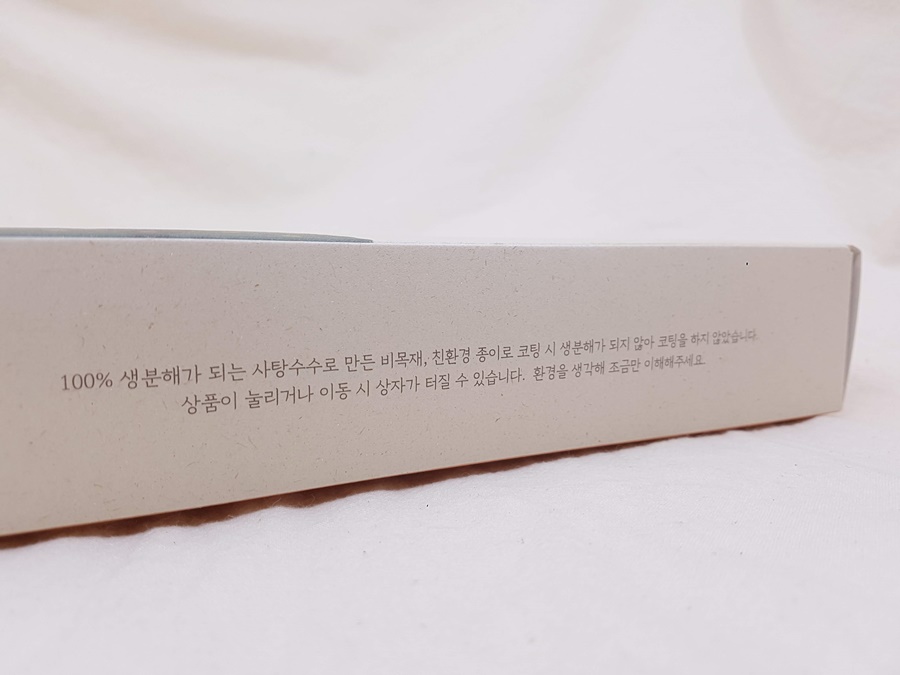 100% 생분해가 되는 사탕수수로 만든 비목재, 친환경 종이로 코팅 시 생분해가 되지 않아 코팅을 하지 않았습니다.
상품이 눌리거나 이동 시 상자가 터질 수 있습니다. 환경을 생각해 조금만 이해해주세요.